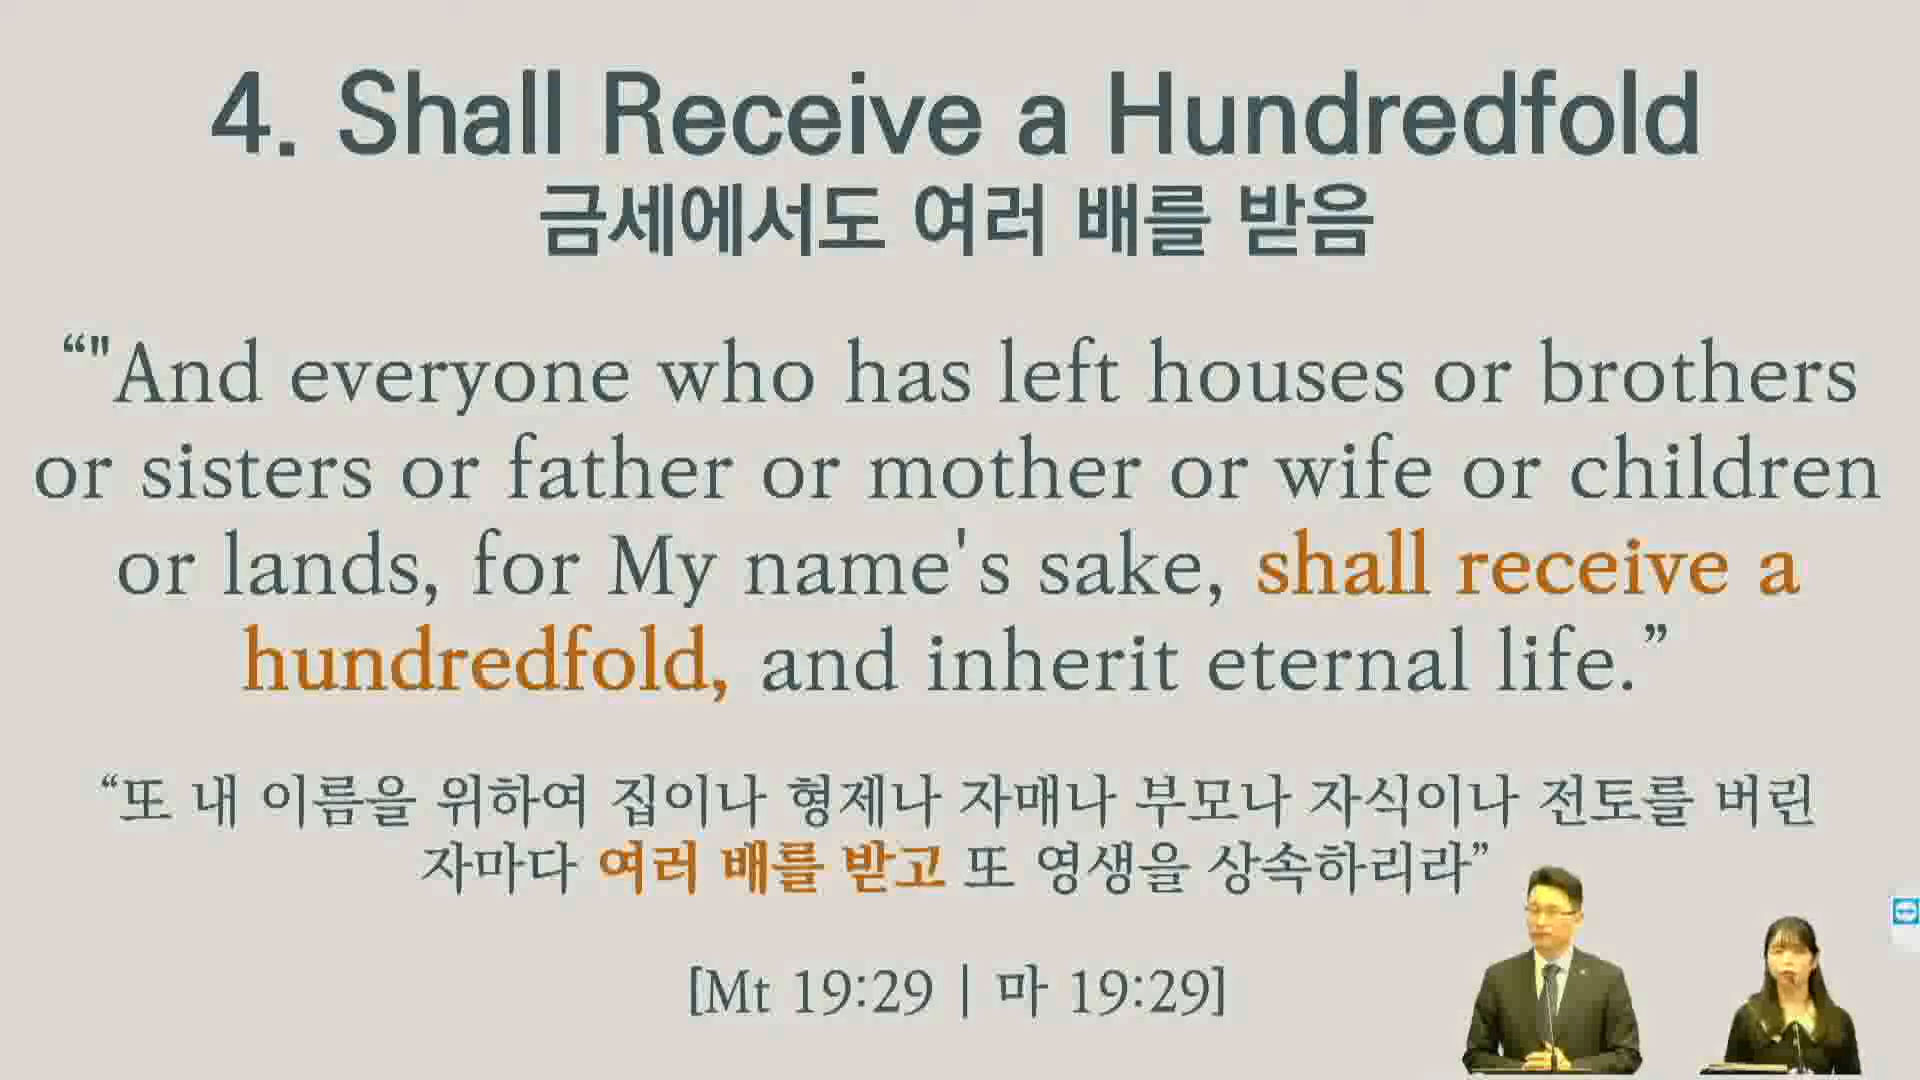 4. Shall Receive a Hundredfold
금세에서도 여러 배를 받음
“"And everyone who has left houses or brothers
or sisters or father or mother or wife or children
or lands, for My name's sake, shall receive a
hundredfold, and inherit eternal life.”
“또 내 이름을 위하여 집이나 형제나 자매나 부모나 자식이나 전토를 버린
자마다 여러 배를 받고 또 영생을 상속하리라”
[Mt 19:29 | 마 19:29]